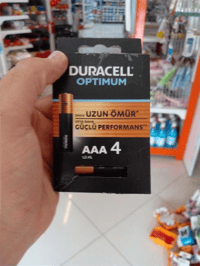 DURACELL
OPTIMUM
UZUN ÖMÜR*
GÜÇLÜ PERFORMANS**
AAA 4